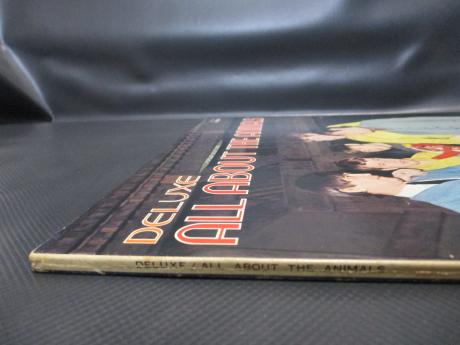 DELUXE
ALL ABOUT THE ANIMALS
DELUXE / ALL ABOUT THE ANIMALS